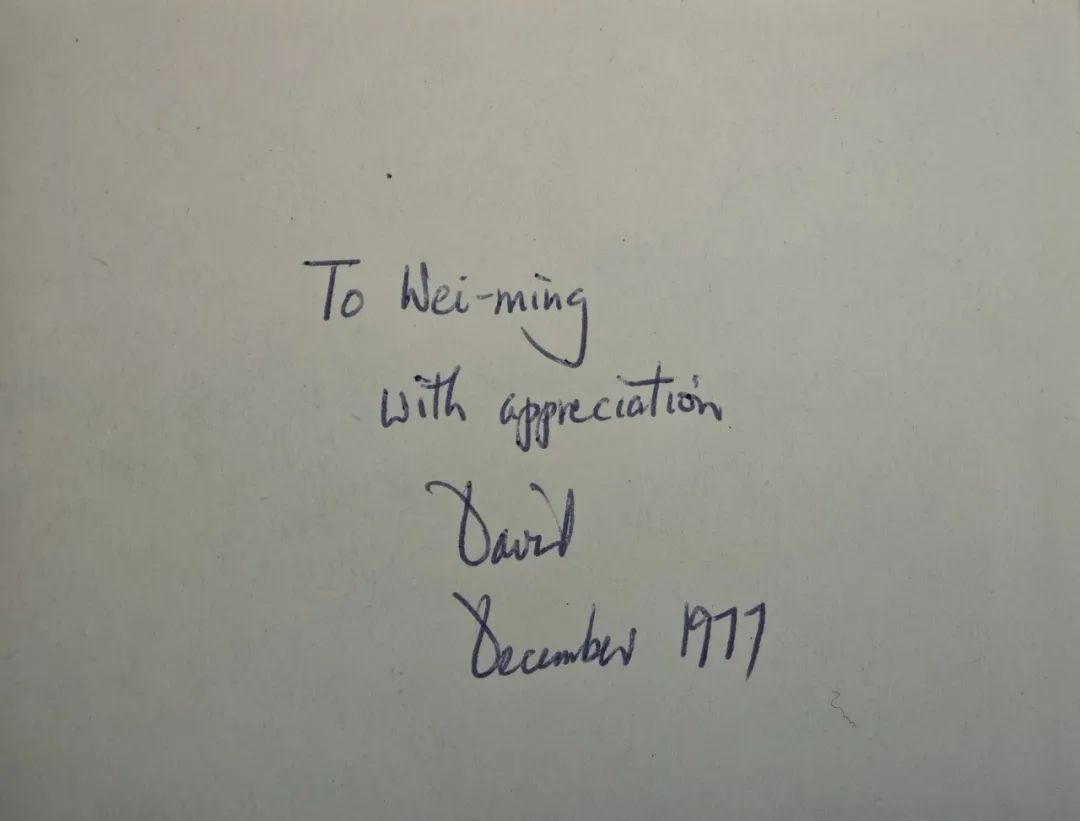 To Wei-ming
with appreciation
David
December 1977